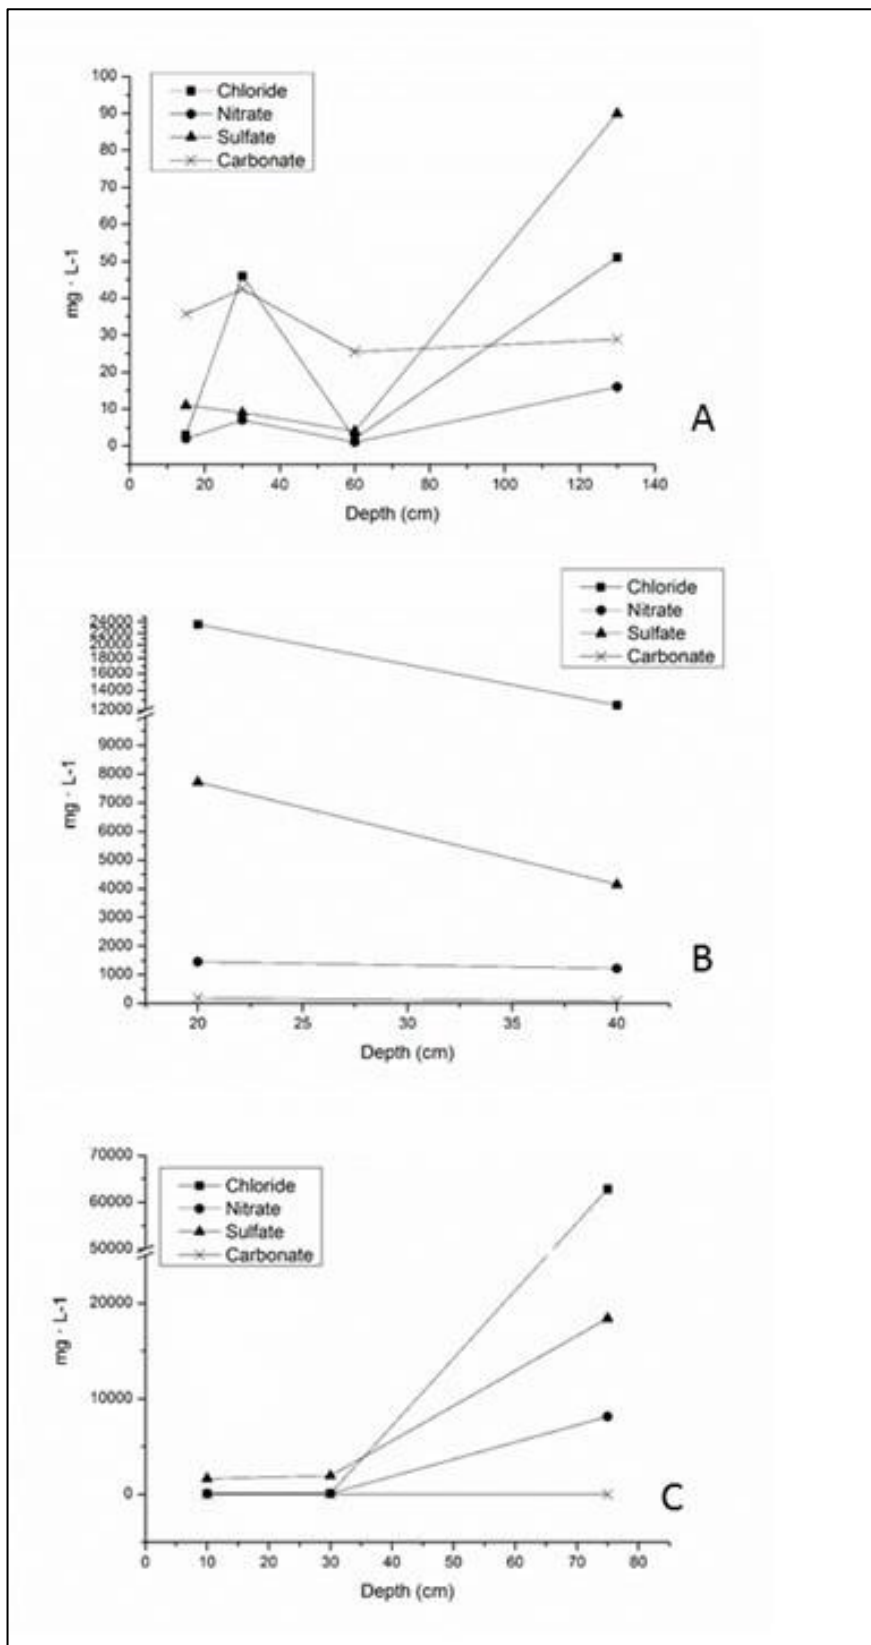 Chloride
Nitrate
Sulfate
Carbonate
100
90
80
70
60
50
40
30
20
10
0
mg · L-1
0 20 40 60 80 100 120 140
Depth (cm)
A
Chloride
Nitrate
Sulfate
Carbonate
24000
22000
20000
18000
16000
14000
12000
9000
8000
7000
6000
5000
4000
3000
2000
1000
0
mg · L-1
20 25 30 35 40
Depth (cm)
B
Chloride
Nitrate
Sulfate
Carbonate
70000
60000
50000
20000
10000
0
mg · L-1
0 10 20 30 40 50 60 70 80
Depth (cm)
C